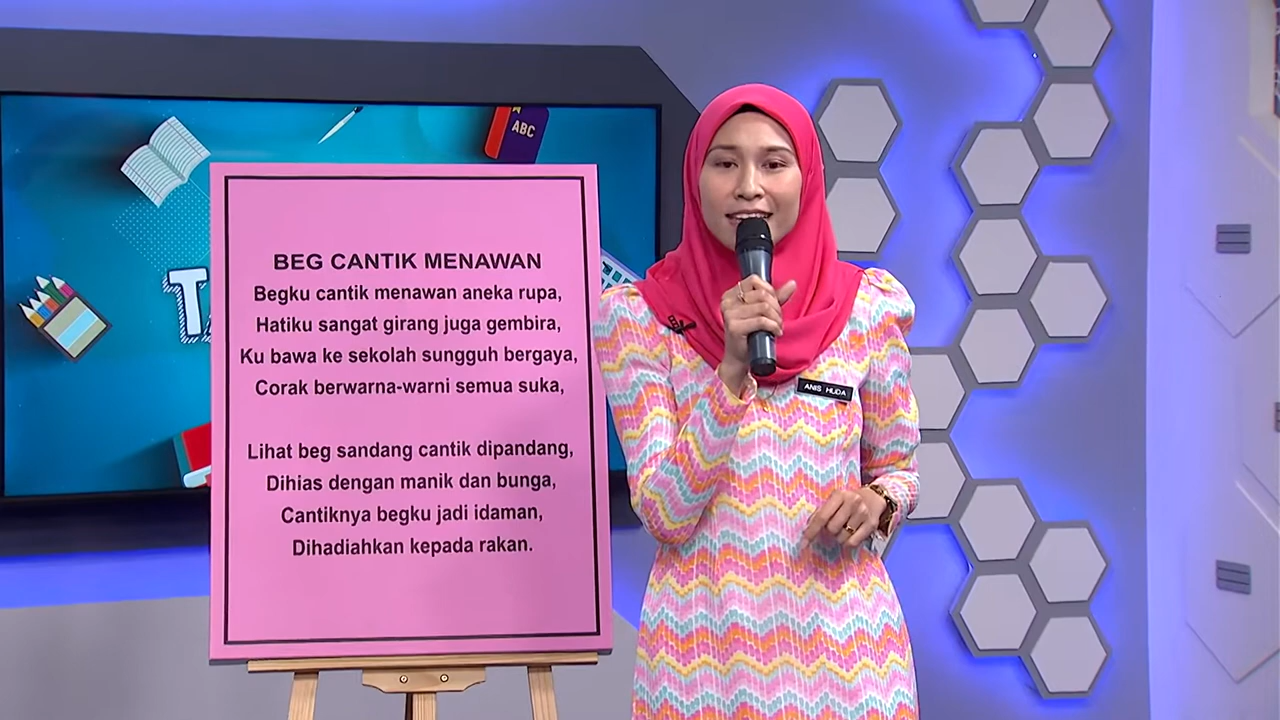 BEG CANTIK MENAWAN
Begku cantik menawan aneka rupa,
Hatiku sangat girang juga gembira,
Ku bawa ke sekolah sungguh bergaya,
Corak berwarna-warni semua suka,
Lihat beg sandang cantik dipandang,
Dihias dengan manik dan bunga,
Cantiknya begku jadi idaman,
Dihadiahkan kepada rakan.
ABC
ANIS HUDA